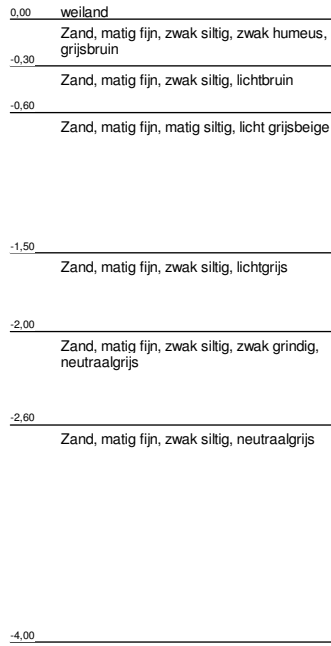 0,00 weiland
Zand, matig fijn, zwak siltig, zwak humeus,
grijsbruin
-0,30
Zand, matig fijn, zwak siltig, lichtbruin
-0,60
Zand, matig fijn, matig siltig, licht grijsbeige
-1,50
Zand, matig fijn, zwak siltig, lichtgrijs
-2,00
Zand, matig fijn, zwak siltig, zwak grindig,
neutraalgrijs
-2,60
Zand, matig fijn, zwak siltig, neutraalgrijs
-4,00